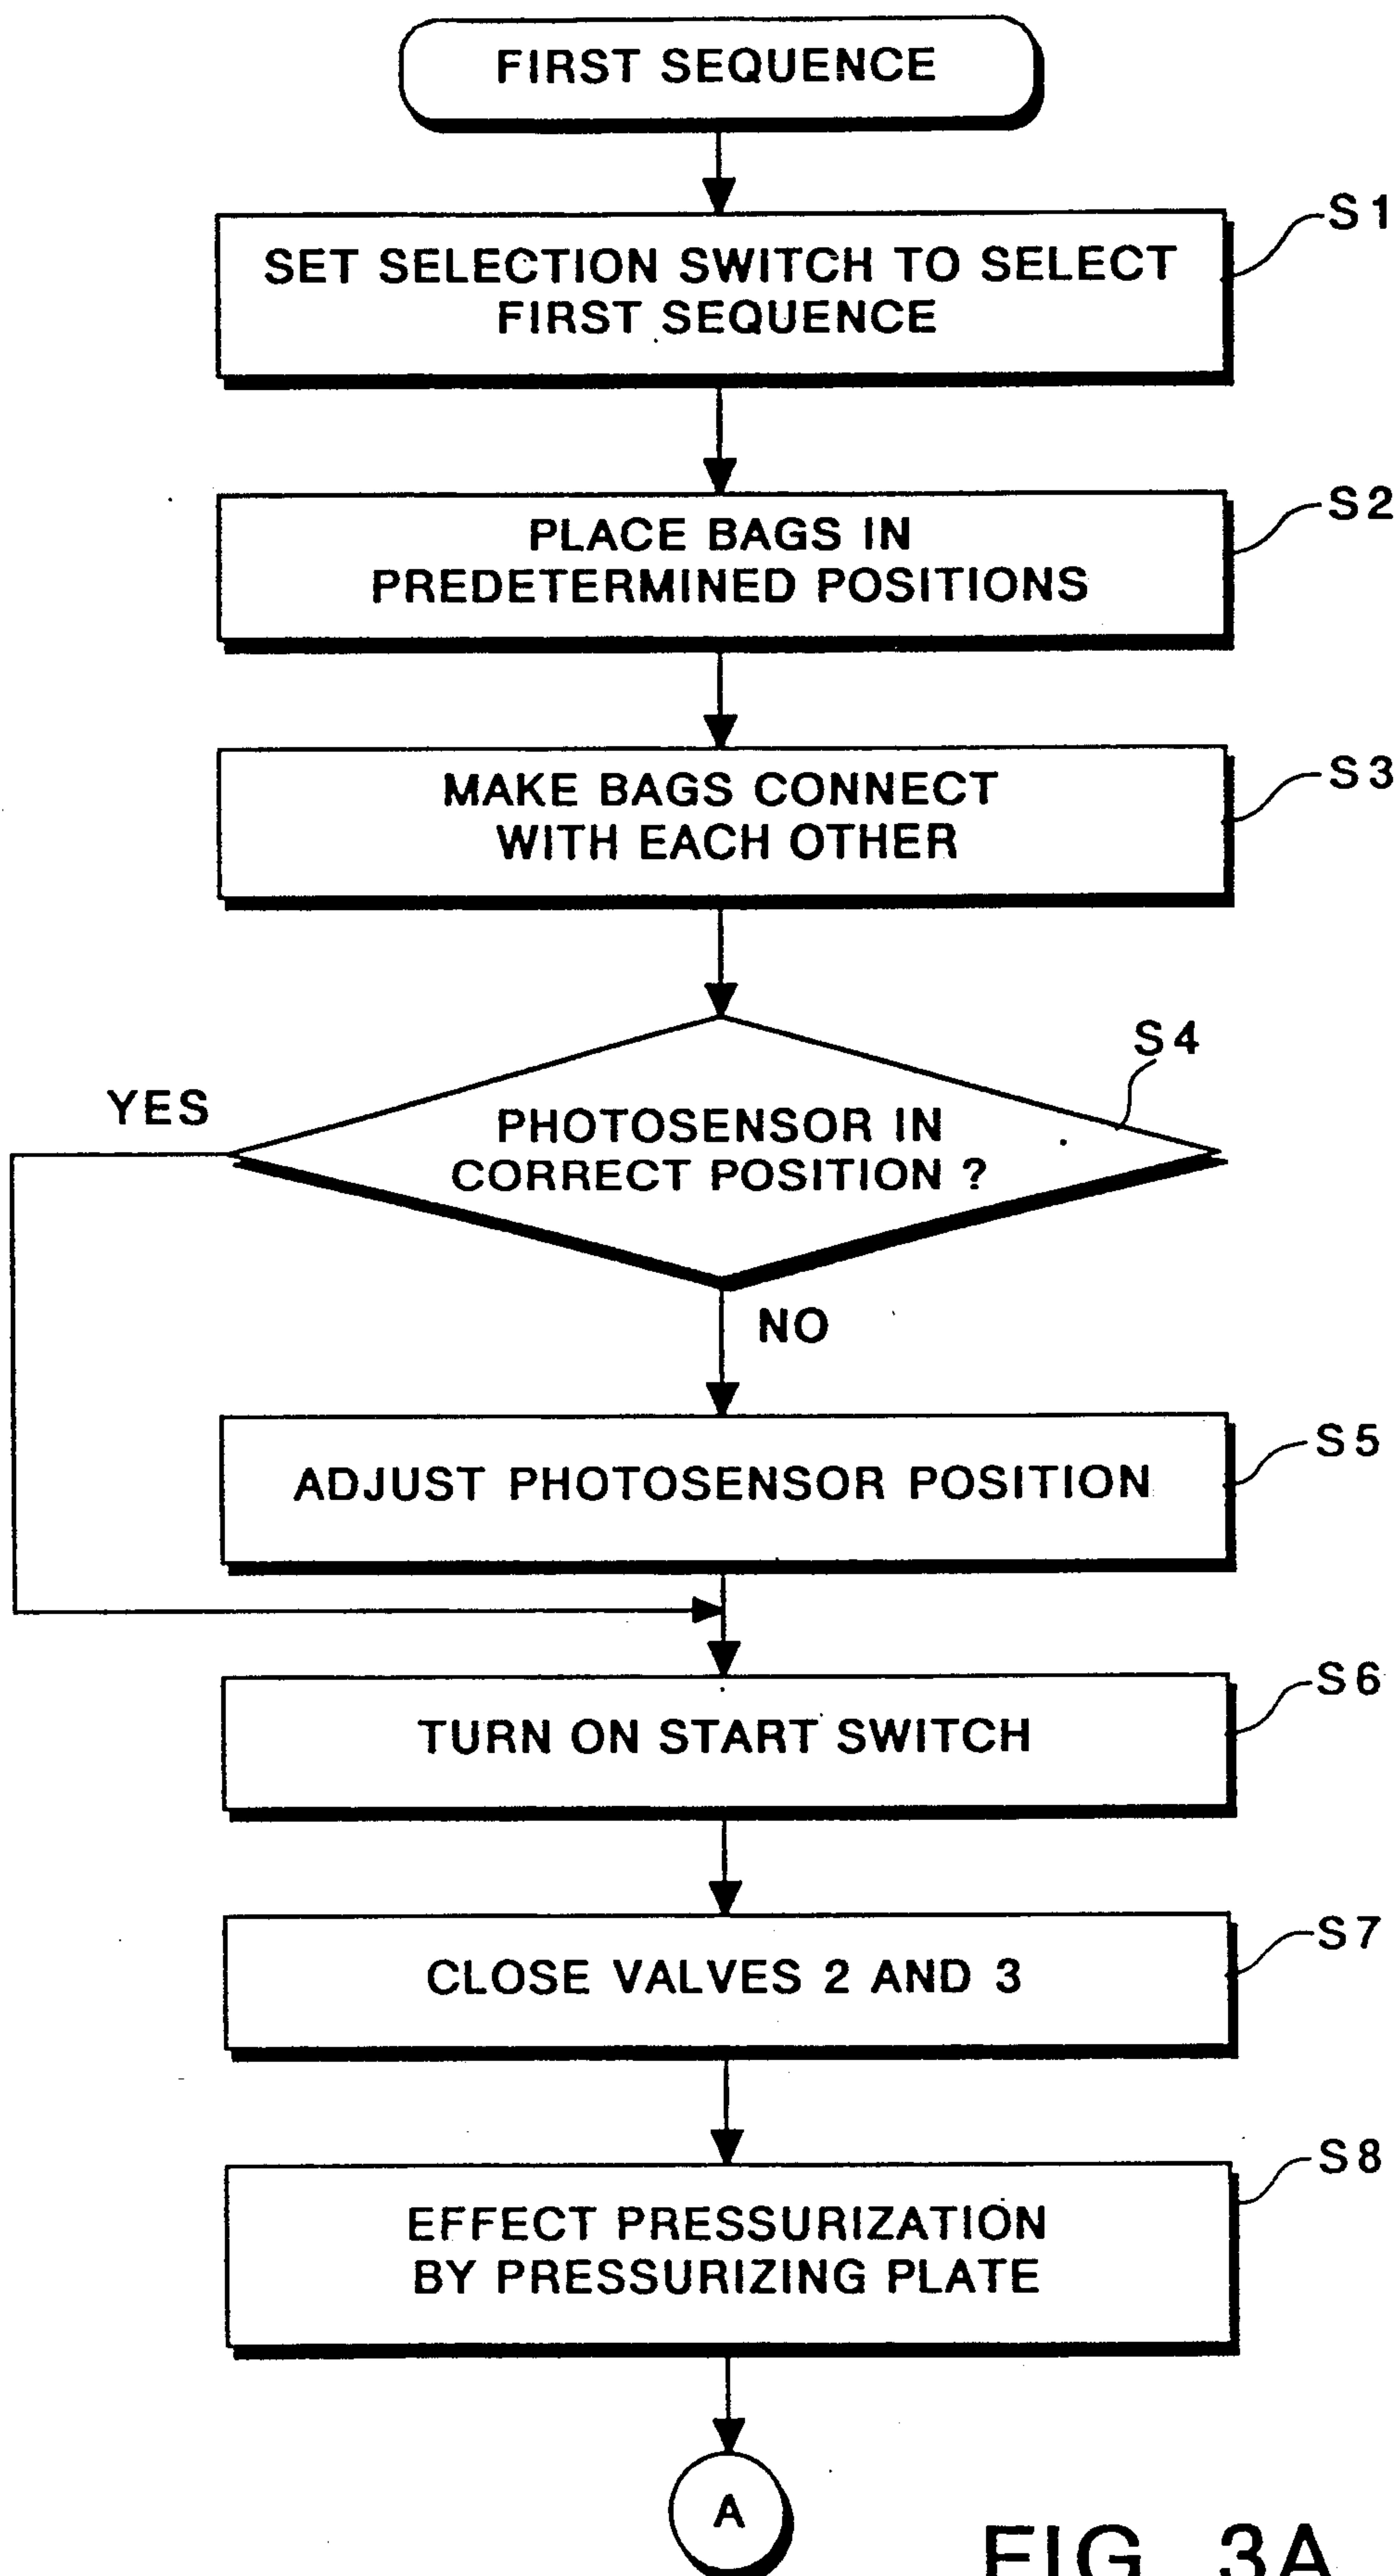 FIRST SEQUENCE
S1
SET SELECTION SWITCH TO SELECT
FIRST SEQUENCE
S2
PLACE BAGS IN
PREDETERMINED POSITIONS
S3
MAKE BAGS CONNECT
WITH EACH OTHER
S4
YES
PHOTOSENSOR IN
CORRECT POSITION ?
NO
S5
ADJUST PHOTOSENSOR POSITION
S6
TURN ON START SWITCH
S7
CLOSE VALVES 2 AND 3
S8
EFFECT PRESSURIZATION
BY PRESSURIZING PLATE
A
FIG. 3A